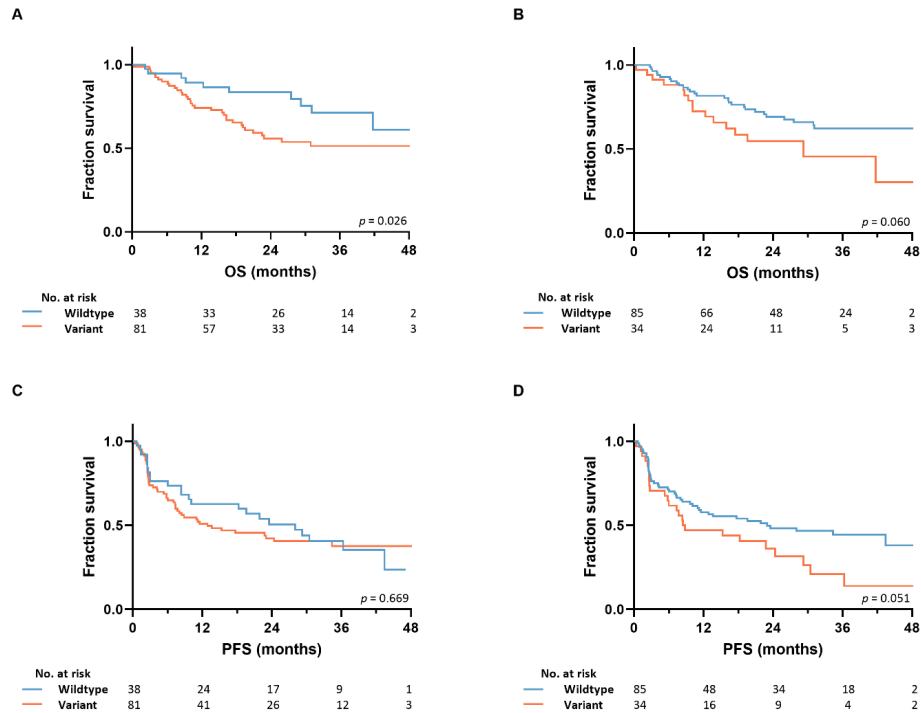 A
Fraction survival
1.0
0.5
0.0
p = 0.026
0 12 24 36 48
OS (months)
No. at risk
Wildtype 38 33 26 14 2
Variant 81 57 33 14 3
B
Fraction survival
1.0
0.5
0.0
p = 0.060
0 12 24 36 48
OS (months)
No. at risk
Wildtype 85 66 48 24 2
Variant 34 24 11 5 3
C
Fraction survival
1.0
0.5
0.0
p = 0.669
0 12 24 36 48
PFS (months)
No. at risk
Wildtype 38 24 17 9 1
Variant 81 41 26 12 3
D
Fraction survival
1.0
0.5
0.0
p = 0.051
0 12 24 36 48
PFS (months)
No. at risk
Wildtype 85 48 34 18 2
Variant 34 16 9 4 2